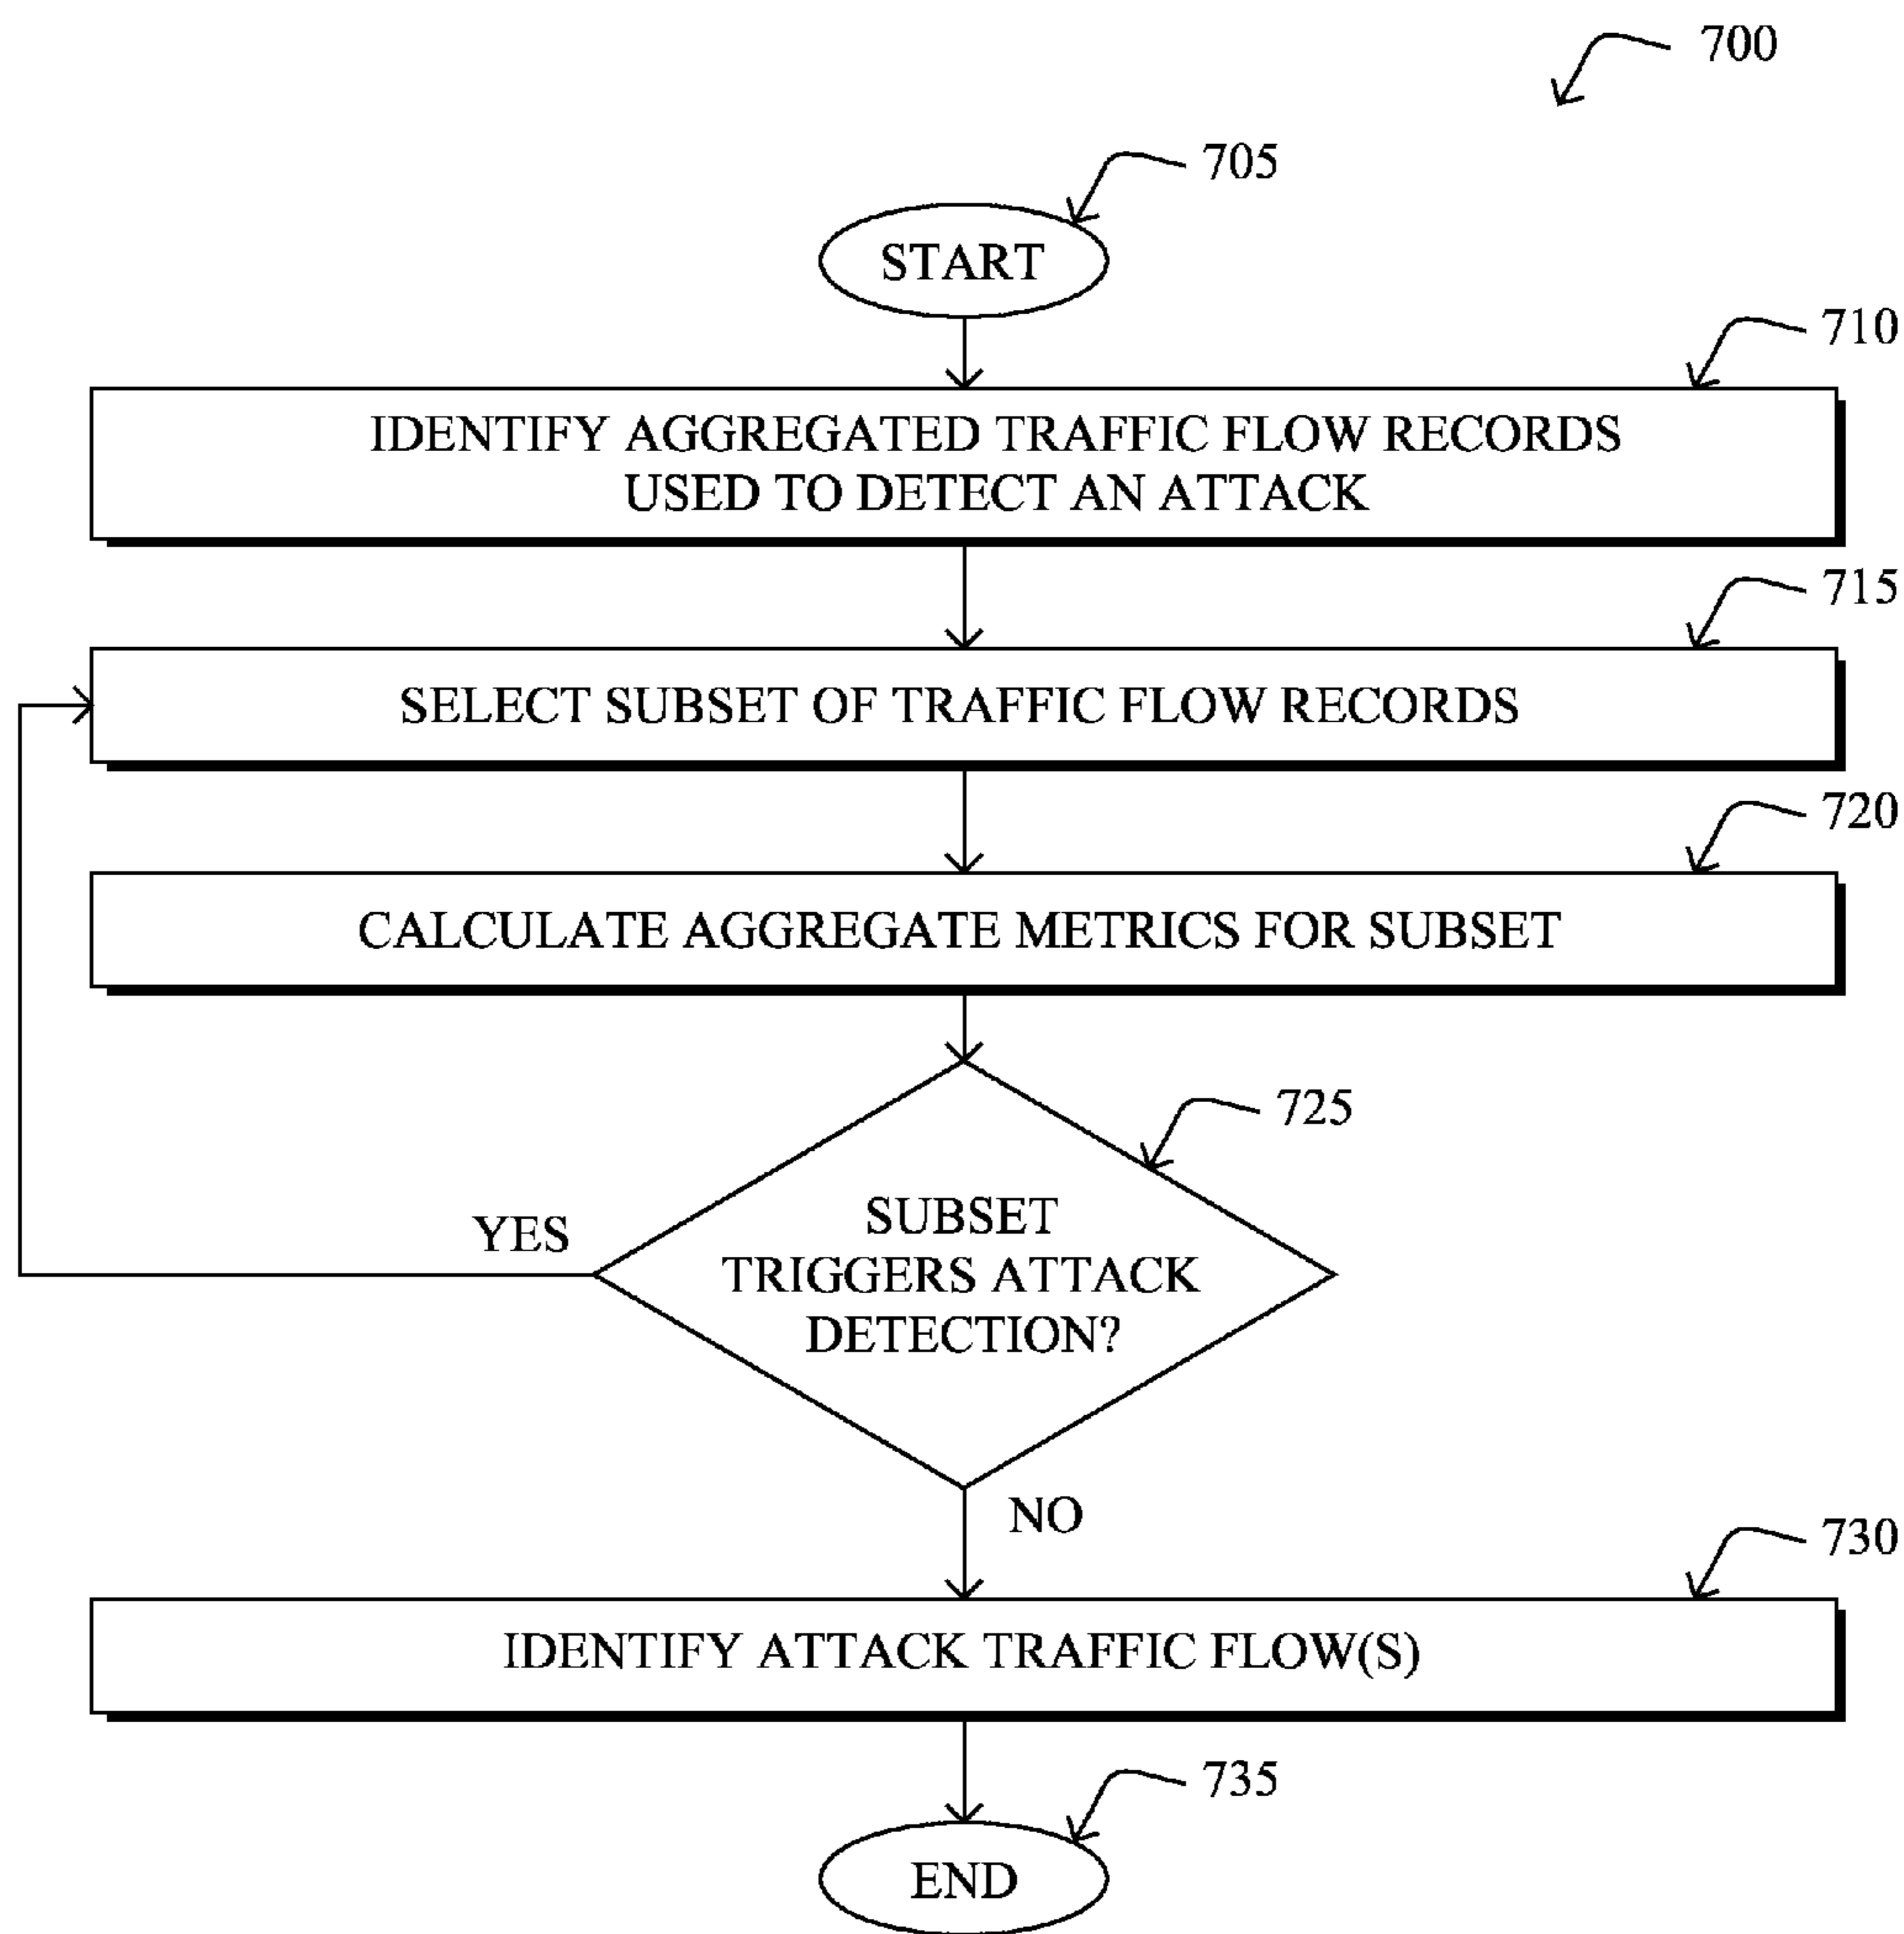 700
705
START
710
IDENTIFY AGGREGATED TRAFFIC FLOW RECORDS
USED TO DETECT AN ATTACK
715
SELECT SUBSET OF TRAFFIC FLOW RECORDS
720
CALCULATE AGGREGATE METRICS FOR SUBSET
725
SUBSET
TRIGGERS ATTACK
DETECTION?
YES
NO
730
IDENTIFY ATTACK TRAFFIC FLOW(S)
735
END